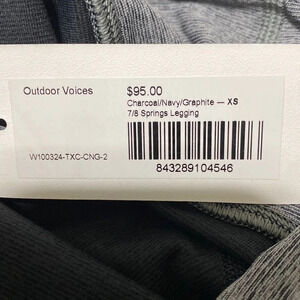 Outdoor Voices
$95.00
Charcoal/Navy/Graphite — XS
7/8 Springs Legging
W100324-TXC-CNG-2
843289104546